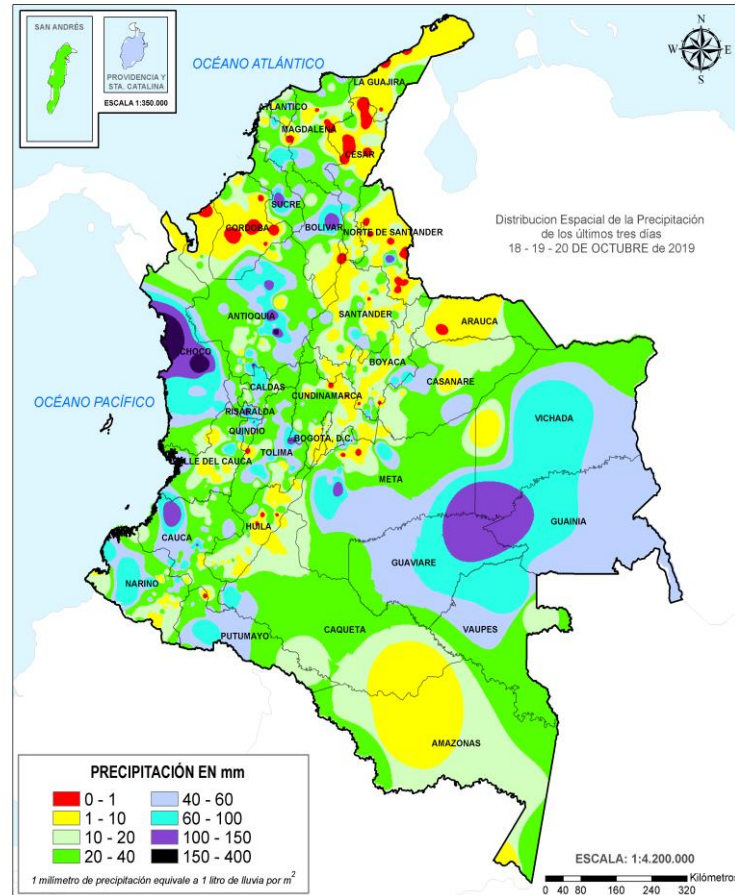 SAN ANDRÉS
PROVIDENCIA Y
STA. CATALINA
ESCALA 1:350.000
OCÉANO ATLÁNTICO
N
W
E
S
LA GUAJIRA
ATLANTICO
MAGDALENA
CESAR
Distribucion Espacial de la Precipitación
de los últimos tres días
18 - 19 - 20 DE OCTUBRE de 2019
SUCRE
CORDOBA
BOLIVAR
NORTE DE SANTANDER
ANTIOQUIA
SANTANDER
ARAUCA
CHOCO
BOYACA
CASANARE
CALDAS
CUNDINAMARCA
OCÉANO PACÍFICO
RISARALDA
VICHADA
QUINDIO
BOGOTA, D.C.
TOLIMA
VALLE DEL CAUCA
META
GUAINIA
HUILA
CAUCA
GUAVIARE
NARINO
VAUPES
CAQUETA
PUTUMAYO
AMAZONAS
PRECIPITACIÓN EN mm
0 - 1
40 - 60
1 - 10
60 - 100
10 - 20
100 - 150
20 - 40
150 - 400
1 milímetro de precipitación equivale a 1 litro de lluvia por m²
ESCALA: 1:4.200.000
Kilómetros
0 40 80 160 240 320